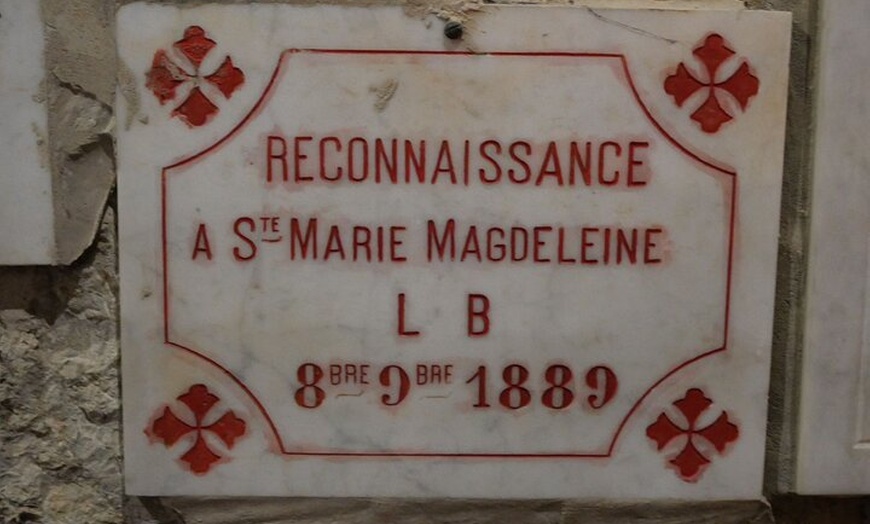 RECONNAISSANCE
A STE MARIE MAGDELEINE
L B
8BRE 9BRE 1889